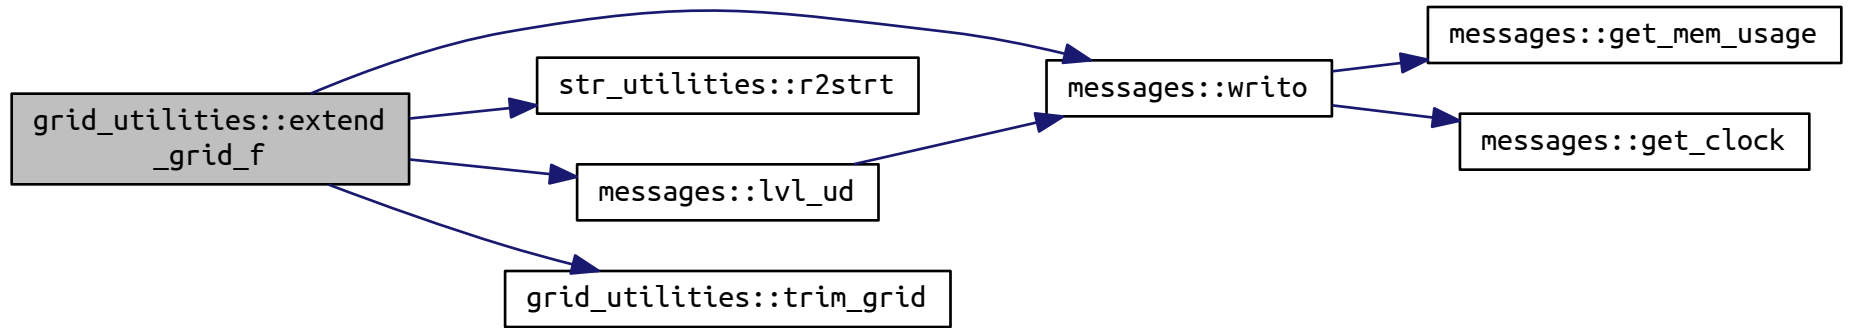 grid_utilities::extend
_grid_f
str_utilities::r2strt
messages::lvl_ud
grid_utilities::trim_grid
messages::writo
messages::get_mem_usage
messages::get_clock